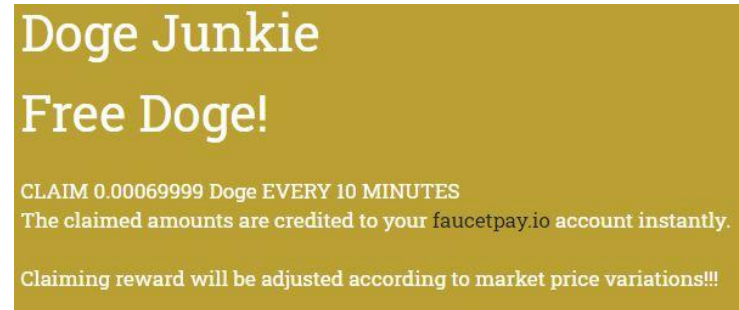 Doge Junkie
Free Doge!
CLAIM 0.00069999 Doge EVERY 10 MINUTES
The claimed amounts are credited to your faucetpay.io account instantly.
Claiming reward will be adjusted according to market price variations!!!